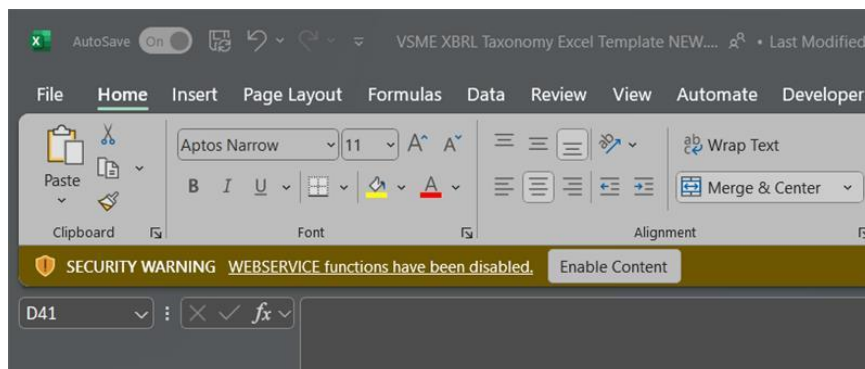 AutoSave On VSME XBRL Taxonomy Excel Template NEW.... • Last Modified
File Home Insert Page Layout Formulas Data Review View Automate Developer
Aptos Narrow 11 A A ab Wrap Text
Paste B I U A Merge & Center
Clipboard Font Alignment
SECURITY WARNING WEBSERVICE functions have been disabled. Enable Content
D41 fx